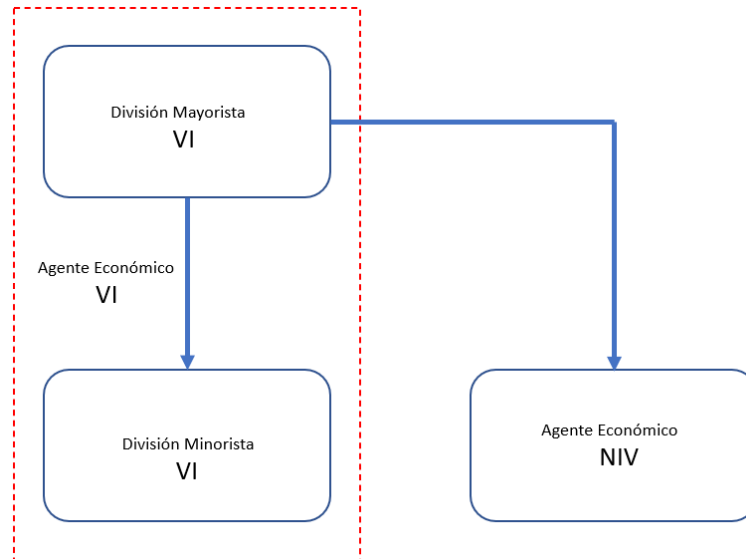 División Mayorista
VI
Agente Económico
VI
División Minorista
VI
Agente Económico
NIV